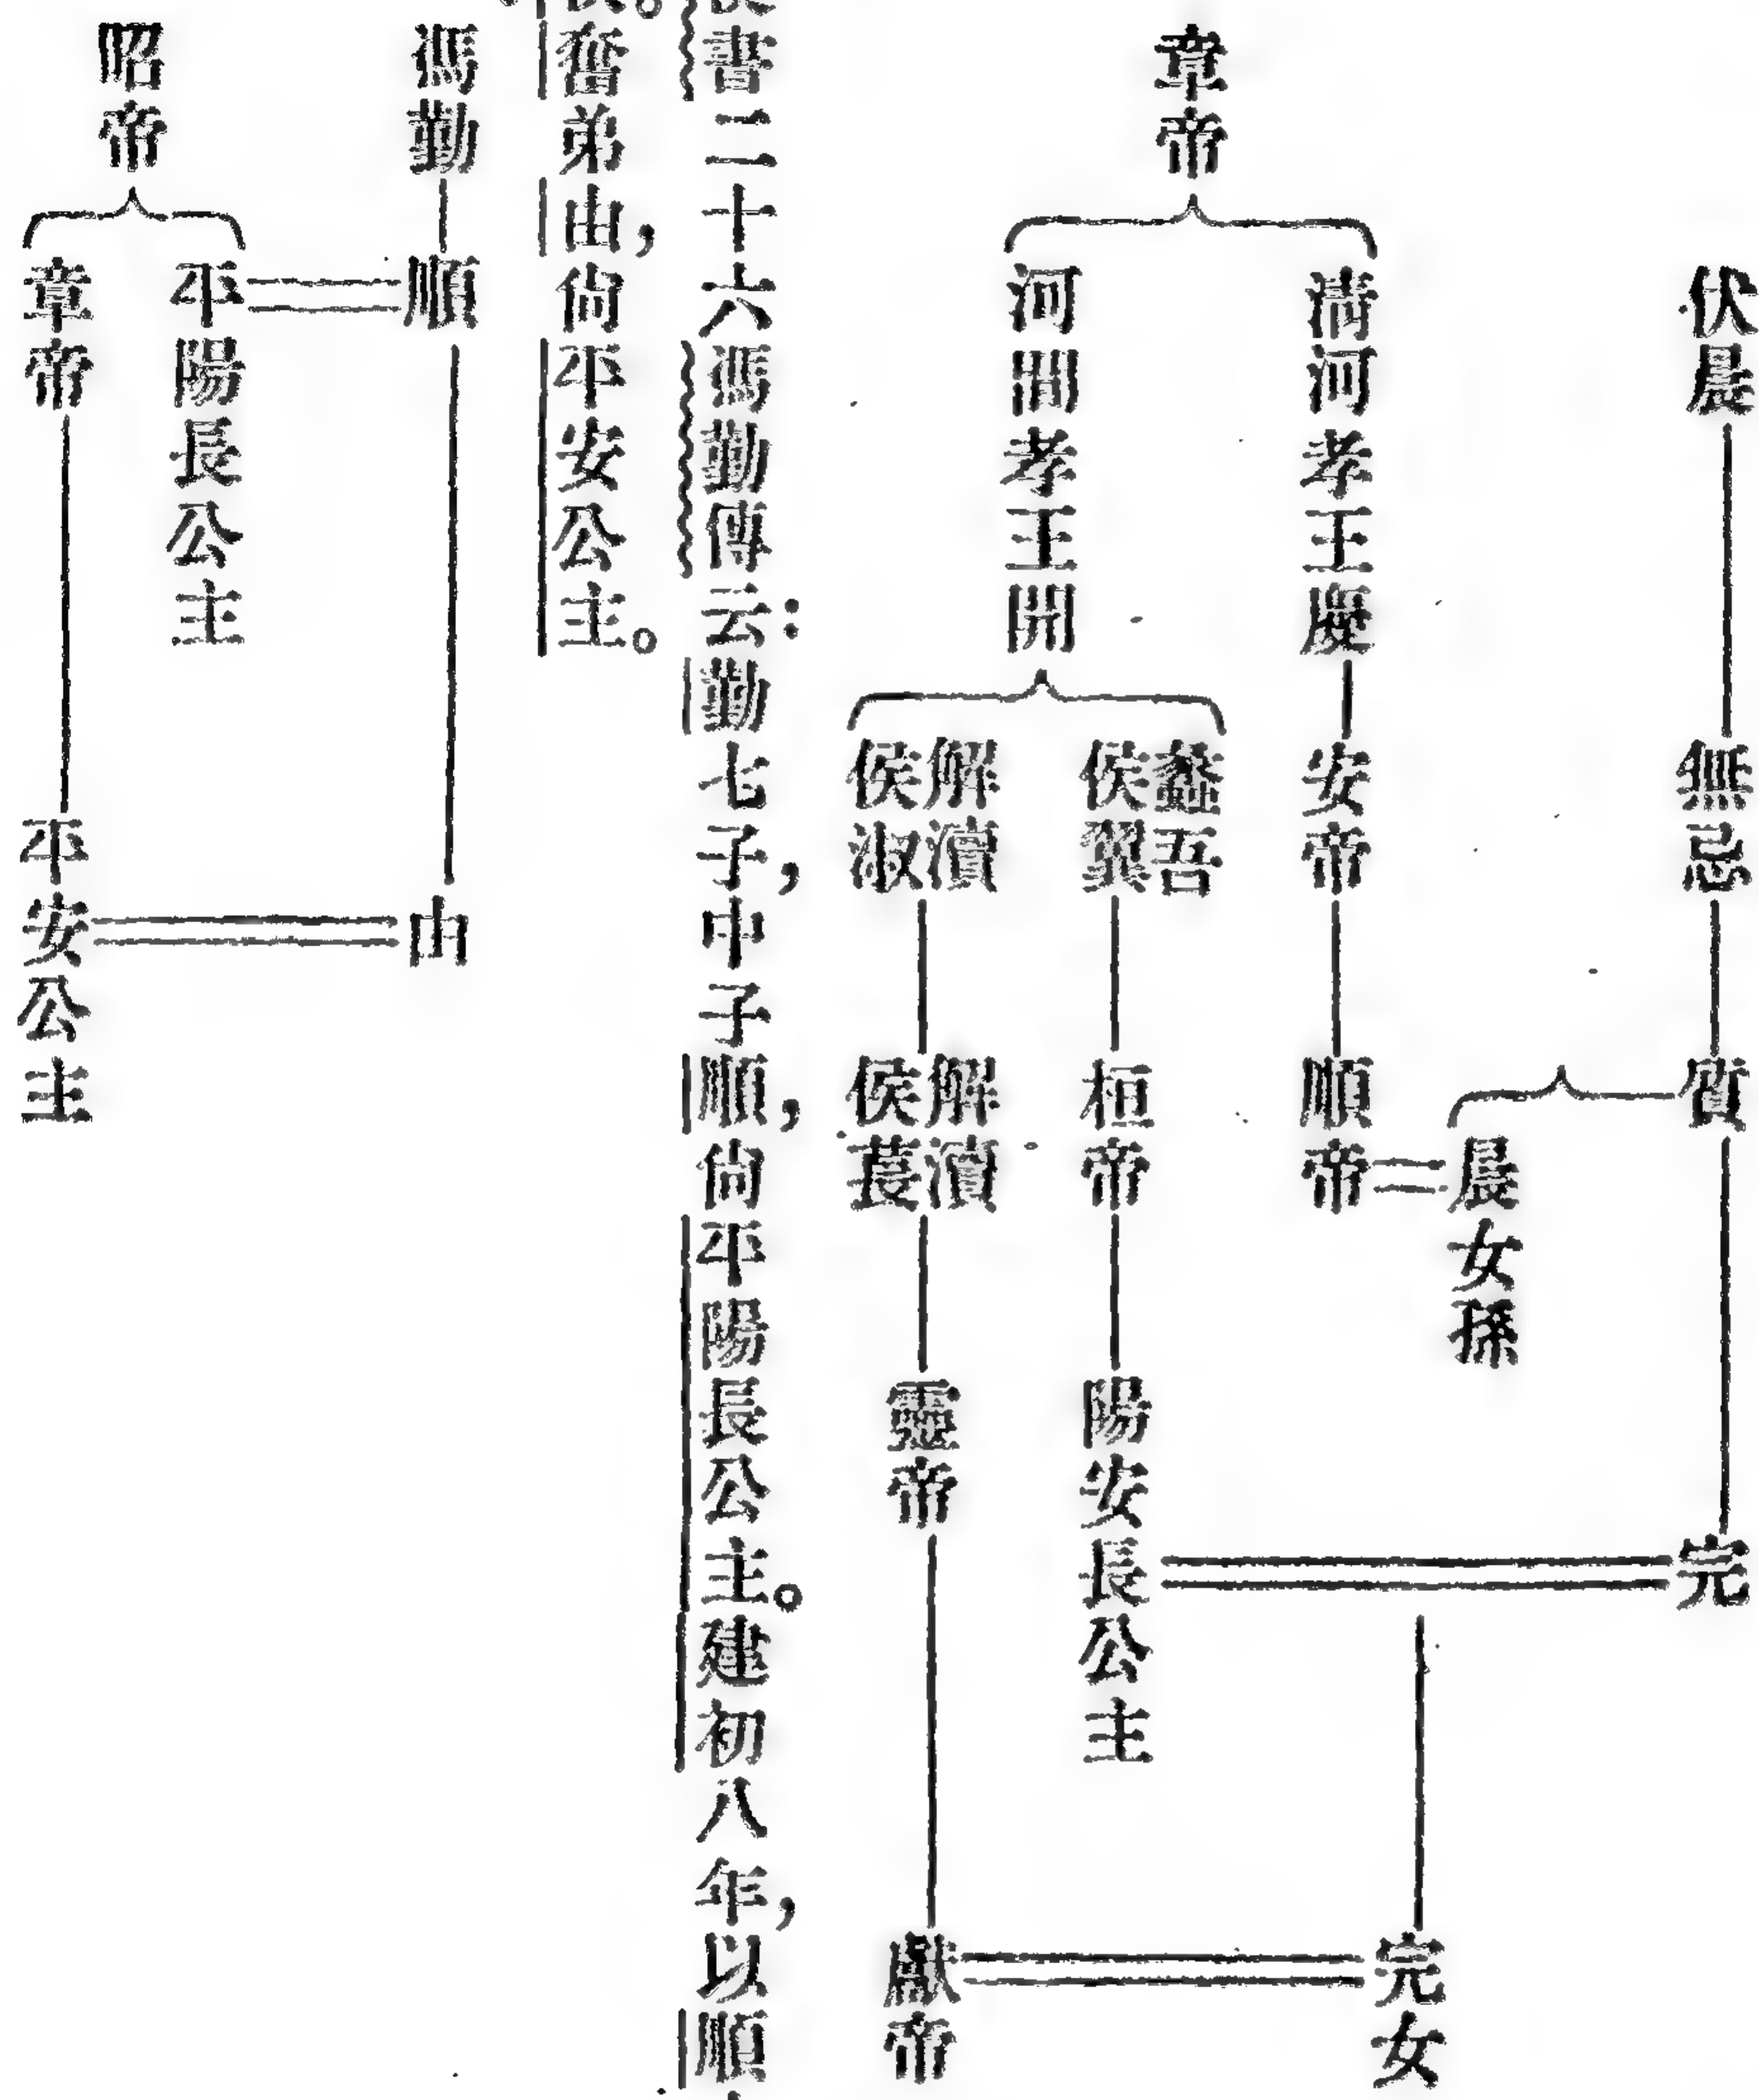 伏晨
無忌
質
晨女孫
完
完女
章帝
清河孝王慶
安帝
順帝
河間孝王開
蠡吾
侯翼
桓帝
陽安長公主
解瀆
侯淑
解瀆
侯萇
靈帝
獻帝
書二十六馮勤傳云：勤七子，中子順，尙平陽長公主。建初八年，以順
奮弟由，尙平安公主。
馮勤
順
由
昭帝
平陽長公主
章帝
平安公主